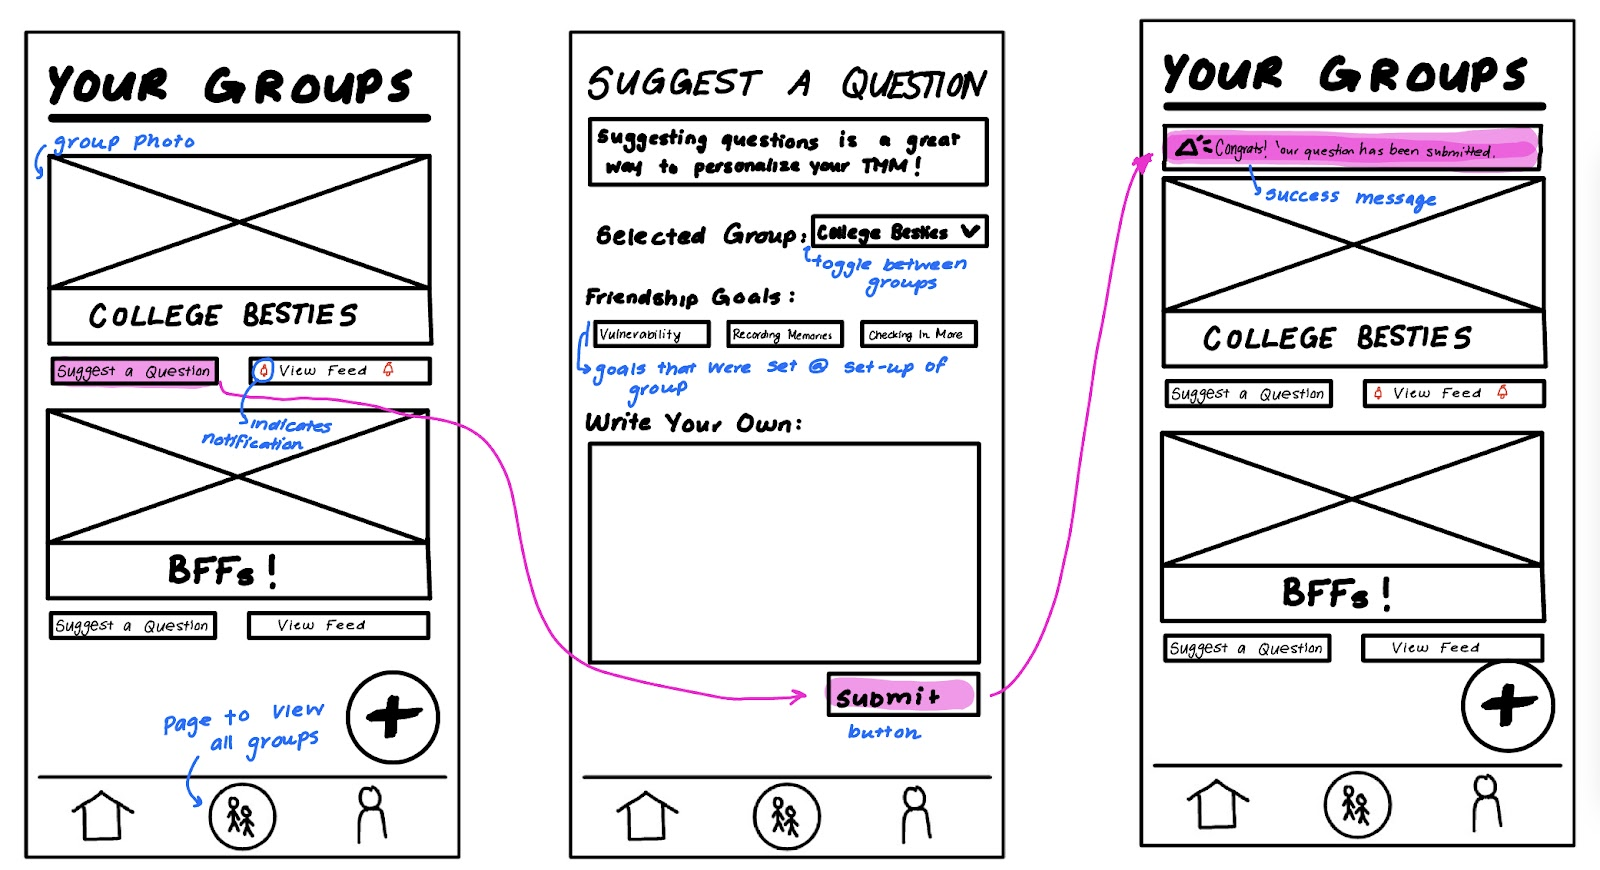 YOUR GROUPS
group photo
COLLEGE BESTIES
Suggest a Question
View Feed
indicates
notification
BFFs!
Suggest a Question
View Feed
Page to view
all groups
+
SUGGEST A QUESTION
Suggesting questions is a great
way to personalize your TMM!
Selected Group:
College Besties
toggle between
groups
Friendship Goals:
Vulnerability
Recording Memories
Checking In More
goals that were set @ set-up of
group
Write Your Own:
Submit
button
YOUR GROUPS
Congrats! 'our question has been submitted.
success message
COLLEGE BESTIES
Suggest a Question
View Feed
BFFs!
Suggest a Question
View Feed
+